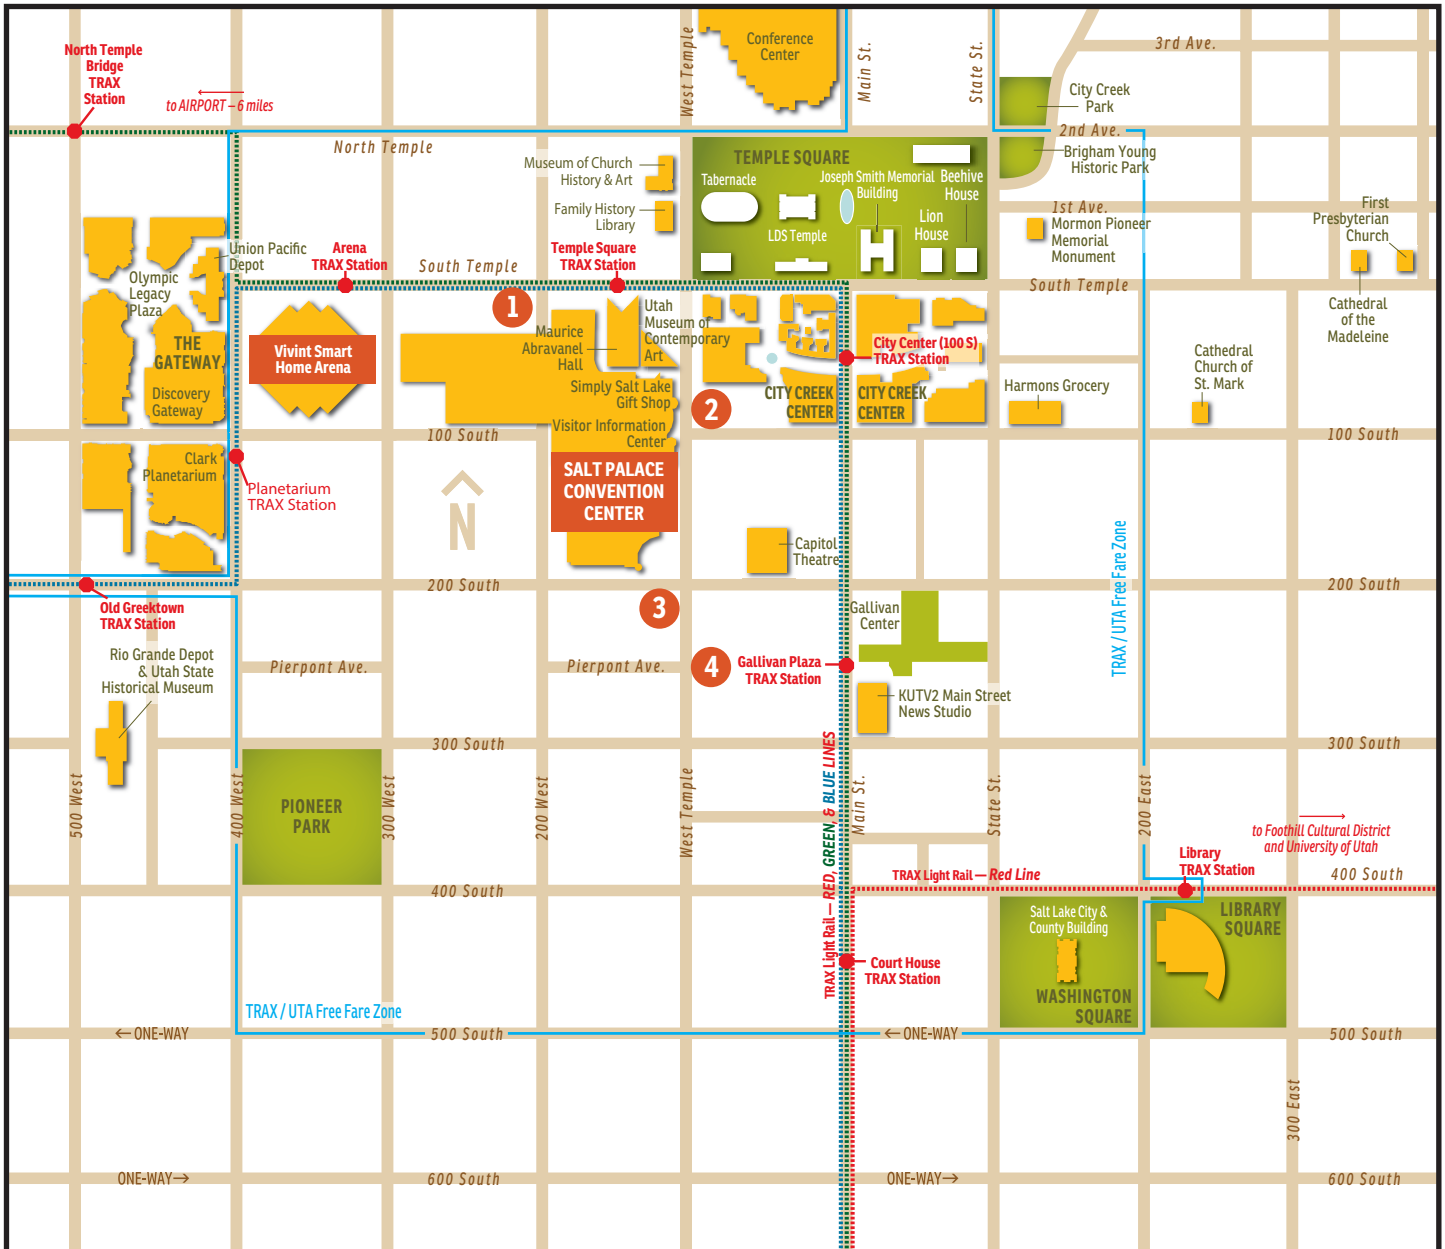 North Temple
Bridge
TRAX
Station
to AIRPORT – 6 miles
West Temple
Conference
Center
Main St.
State St.
3rd Ave.
City Creek
Park
2nd Ave.
Brigham Young
Historic Park
North Temple
Museum of Church
History & Art
Family History
Library
TEMPLE SQUARE
Tabernacle
LDS Temple
Joseph Smith Memorial
Building
Beehive
House
Lion
House
1st Ave.
Mormon Pioneer
Memorial
Monument
First
Presbyterian
Church
Cathedral
of the
Madeleine
Union Pacific
Depot
Olympic
Legacy
Plaza
Arena
TRAX Station
South Temple
Temple Square
TRAX Station
South Temple
THE
GATEWAY
Discovery
Gateway
Vivint Smart
Home Arena
1
Maurice
Abravanel
Hall
Utah
Museum of
Contemporary
Art
Simply Salt Lake
Gift Shop
Visitor Information
Center
2
City Center (100 S)
TRAX Station
CITY CREEK
CENTER
CITY CREEK
CENTER
Harmons Grocery
Cathedral
Church of
St. Mark
100 South
100 South
Clark
Planetarium
Planetarium
TRAX Station
N
SALT PALACE
CONVENTION
CENTER
Capitol
Theatre
TRAX / UTA Free Fare Zone
200 South
200 South
Old Greektown
TRAX Station
3
Gallivan
Center
Rio Grande Depot
& Utah State
Historical Museum
Pierpont Ave.
Pierpont Ave.
4
Gallivan Plaza
TRAX Station
KUTV2 Main Street
News Studio
300 South
300 South
500 West
400 West
PIONEER
PARK
300 West
200 West
West Temple
TRAX Light Rail — RED, GREEN, & BLUE LINES
Main St.
State St.
200 East
to Foothill Cultural District
and University of Utah
Library
TRAX Station
TRAX Light Rail — Red Line
400 South
400 South
Salt Lake City &
County Building
WASHINGTON
SQUARE
LIBRARY
SQUARE
Court House
TRAX Station
TRAX / UTA Free Fare Zone
← ONE-WAY
500 South
← ONE-WAY
500 South
300 East
ONE-WAY →
600 South
ONE-WAY →
600 South